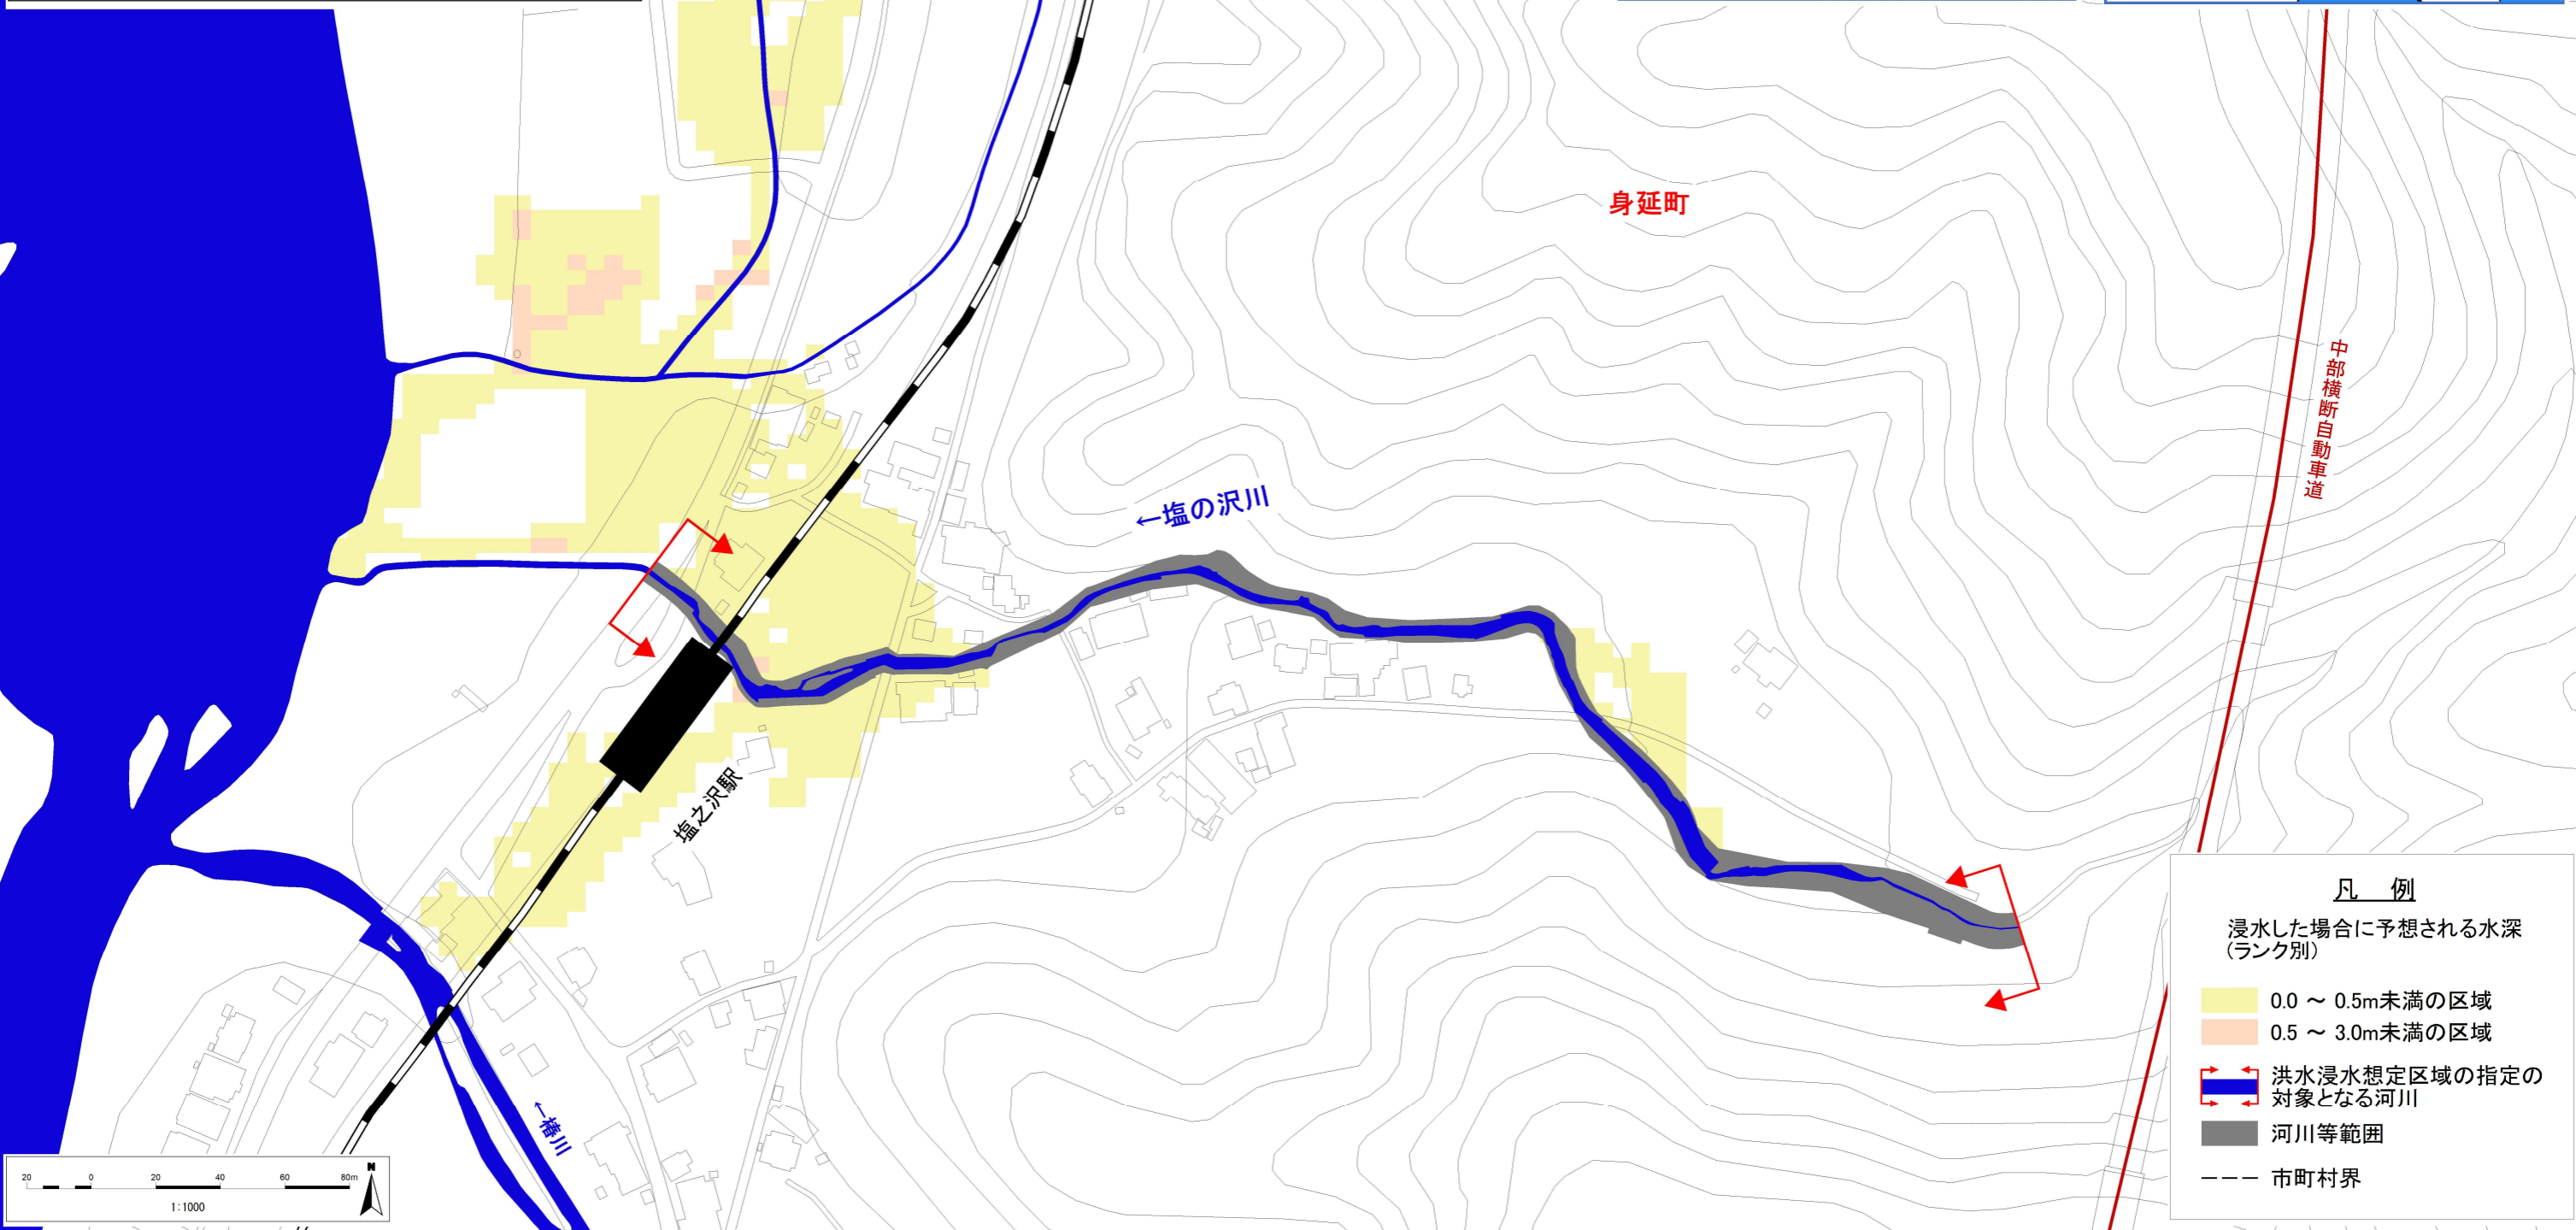 身延町
中部横断自動車道
←塩の沢川
塩之沢駅
←椿川
凡 例
浸水した場合に予想される水深
(ランク別)
0.0 ～ 0.5m未満の区域
0.5 ～ 3.0m未満の区域
洪水浸水想定区域の指定の
対象となる河川
河川等範囲
市町村界
20 0 20 40 60 80m
1:1000
N